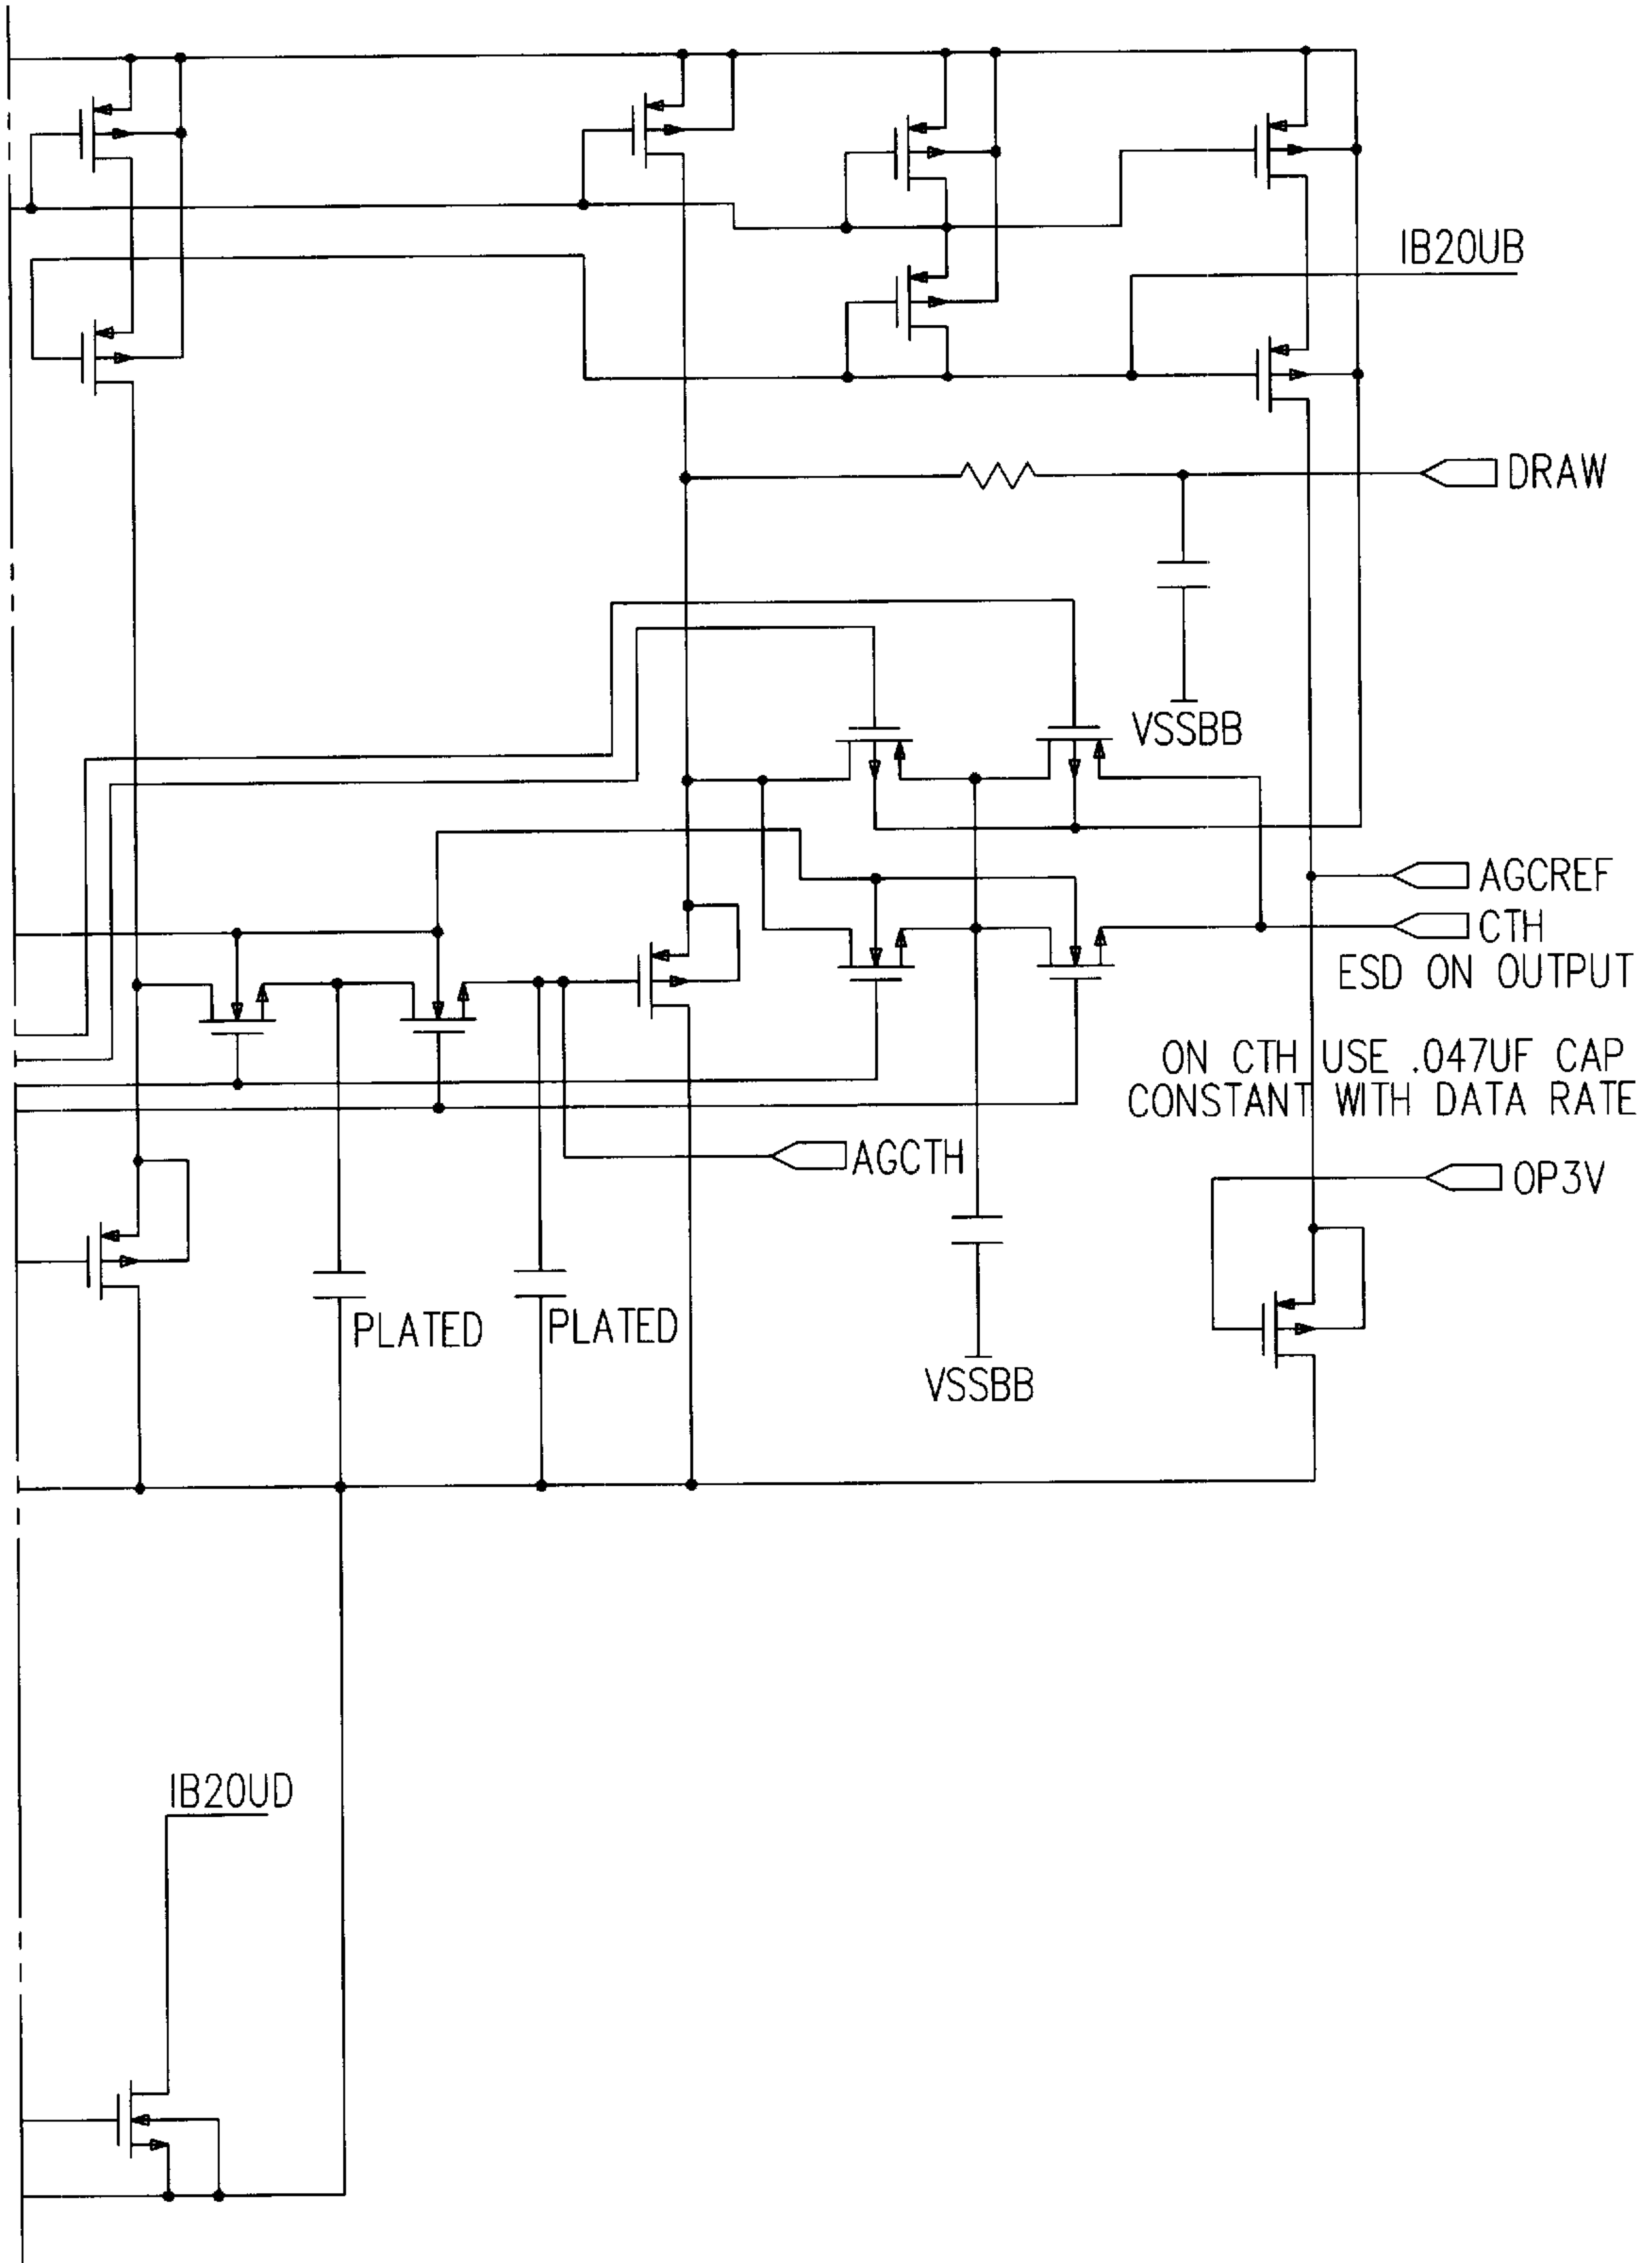 IB20UB
DRAW
VSSBB
AGCREF
CTH
ESD ON OUTPUT
ON CTH USE .047UF CAP
CONSTANT WITH DATA RATE
AGCTH
OP3V
PLATED
PLATED
VSSBB
IB20UD